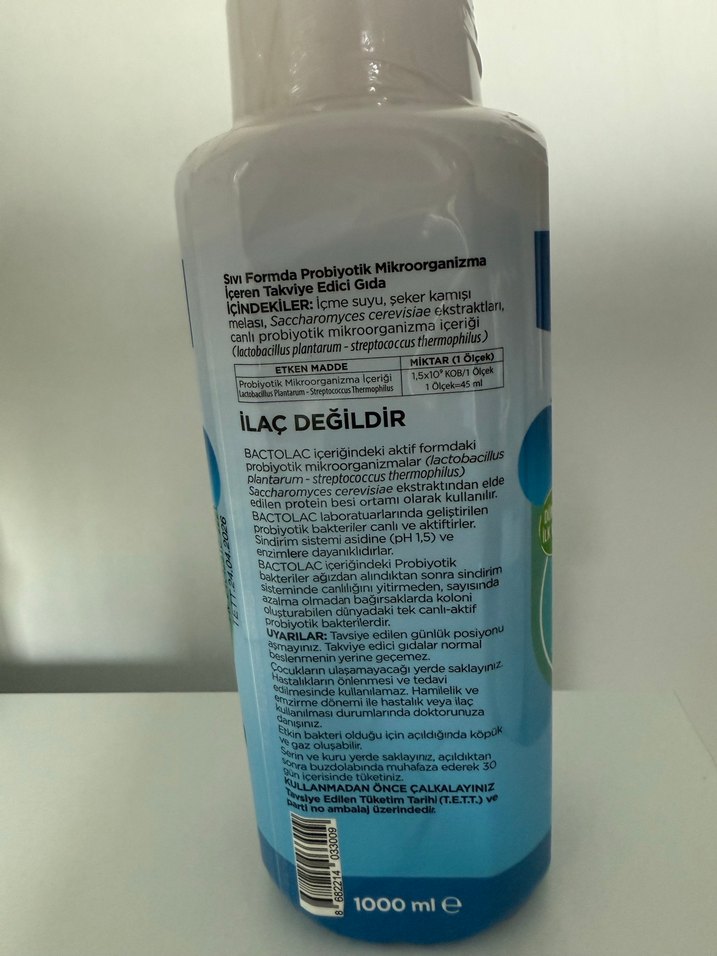 Sıvı Formda Probiyotik Mikroorganizma
İçeren Takviye Edici Gıda
İÇİNDEKİLER: İçme suyu, şeker kamışı
melası, Saccharomyces cerevisiae ekstraktları,
canlı probiyotik mikroorganizma içeriği
(lactobacillus plantarum - streptococcus thermophilus)
ETKEN MADDE MİKTAR (1 Ölçek)
Probiyotik Mikroorganizma İçeriği 1,5x10⁹ KOB/1 Ölçek
Lactobacillus Plantarum - Streptococcus Thermophilus 1 Ölçek=45 ml
İLAÇ DEĞİLDİR
BACTOLAC içeriğindeki aktif formdaki
probiyotik mikroorganizmalar (lactobacillus
plantarum - streptococcus thermophilus)
Saccharomyces cerevisiae ekstraktından elde
edilen protein besi ortamı olarak kullanılır.
BACTOLAC laboratuarlarında geliştirilen
probiyotik bakteriler canlı ve aktiftirler.
Sindirim sistemi asidine (pH 1,5) ve
enzimlere dayanıklıdırlar.
BACTOLAC içeriğindeki Probiyotik
bakteriler ağızdan alındıktan sonra sindirim
sisteminde canlılığını yitirmeden, sayısında
azalma olmadan bağırsaklarda koloni
oluşturabilen dünyadaki tek canlı-aktif
probiyotik bakterilerdir.
UYARILAR: Tavsiye edilen günlük posiyonu
aşmayınız. Takviye edici gıdalar normal
beslenmenin yerine geçemez.
Çocukların ulaşamayacağı yerde saklayınız.
Hastalıkların önlenmesi ve tedavi
edilmesinde kullanılamaz. Hamilelik ve
emzirme dönemi ile hastalık veya ilaç
kullanılması durumlarında doktorunuza
danışınız.
Etkin bakteri olduğu için açıldığında köpük
ve gaz oluşabilir.
Serin ve kuru yerde saklayınız, açıldıktan
sonra buzdolabında muhafaza ederek 30
gün içerisinde tüketiniz.
KULLANMADAN ÖNCE ÇALKALAYINIZ
Tavsiye Edilen Tüketim Tarihi (T.E.T.T.) ve
parti no ambalaj üzerindedir.
8 682214 033009
1000 ml ℮
T.E.T.T. 24.04.2026